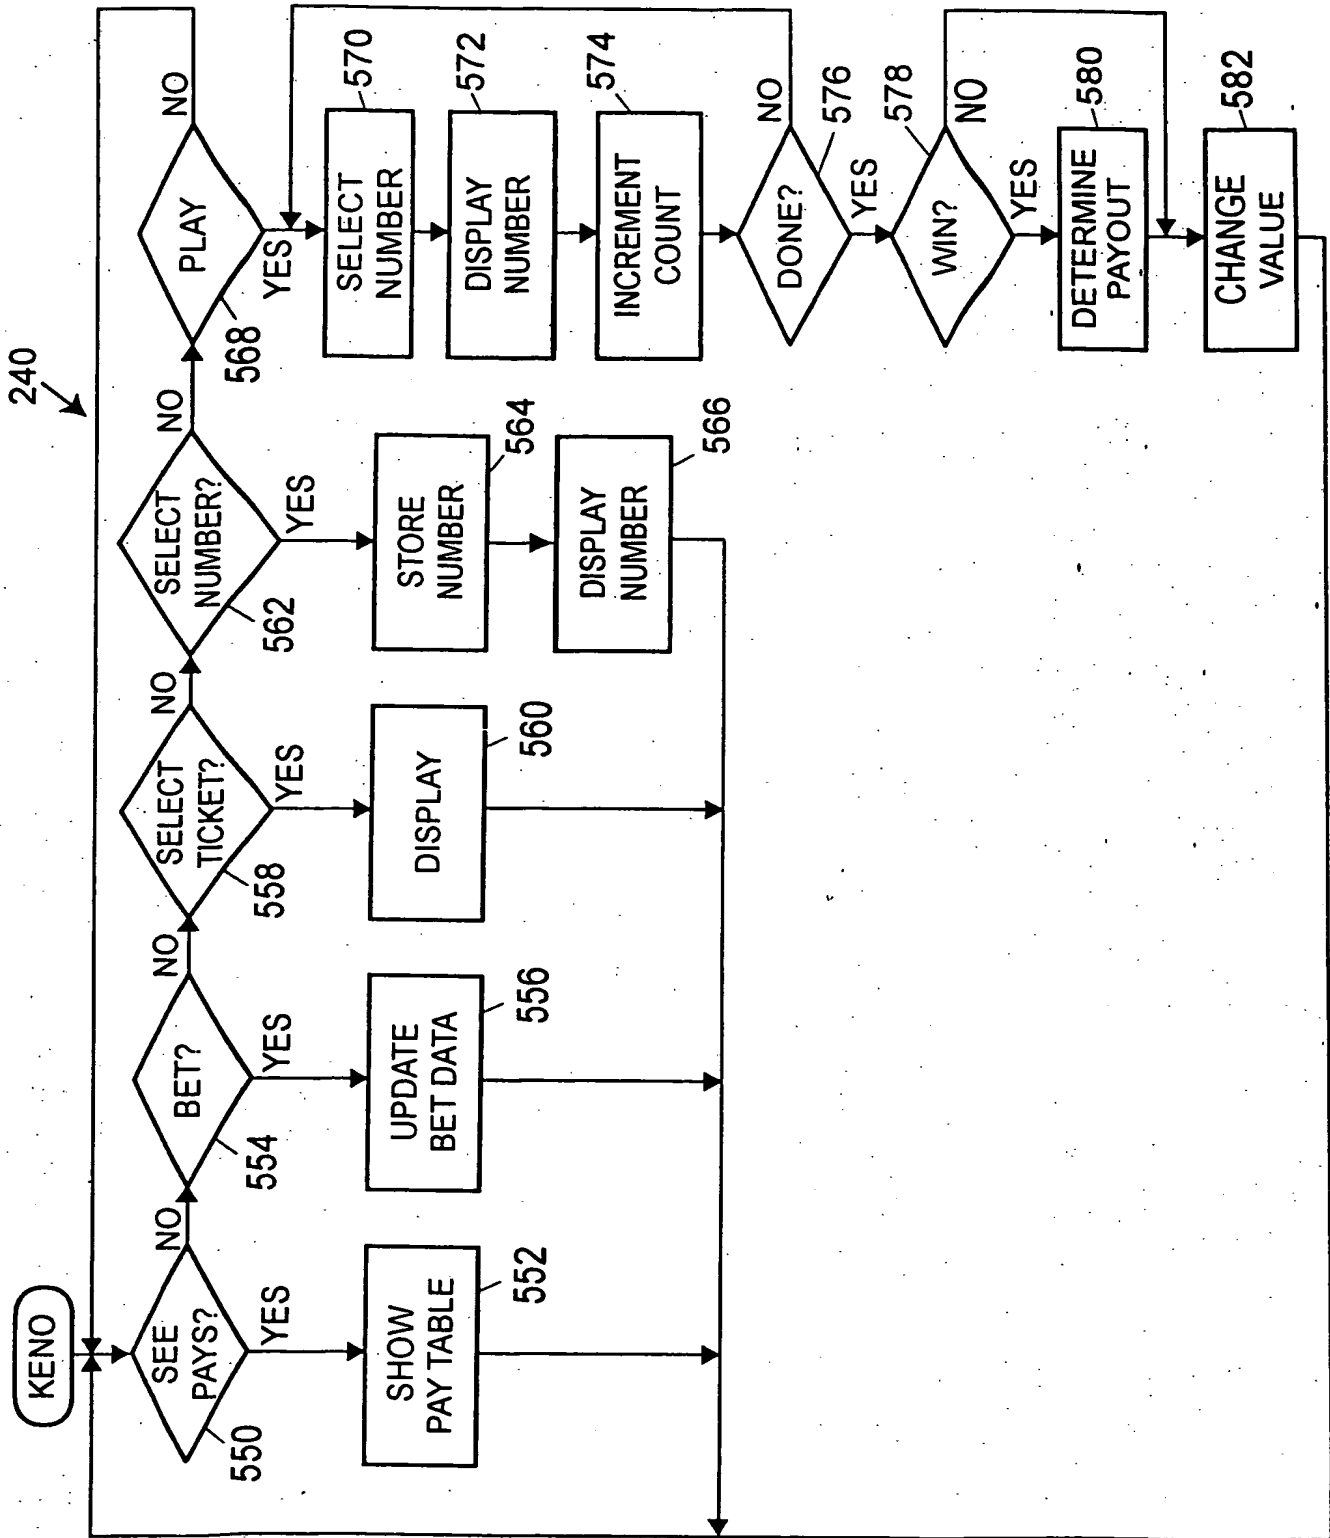 240
KENO
SEE
PAYS?
550
NO
YES
SHOW
PAY TABLE
552
BET?
554
NO
YES
UPDATE
BET DATA
556
SELECT
TICKET?
558
NO
YES
DISPLAY
560
SELECT
NUMBER?
562
NO
YES
STORE
NUMBER
564
DISPLAY
NUMBER
566
PLAY
568
NO
YES
SELECT
NUMBER
570
DISPLAY
NUMBER
572
INCREMENT
COUNT
574
DONE?
576
NO
YES
WIN?
578
NO
YES
DETERMINE
PAYOUT
580
CHANGE
VALUE
582